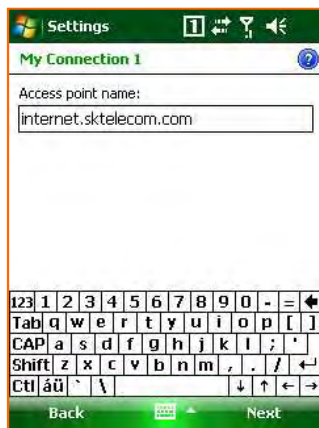 Settings
1
My Connection 1
?
Access point name:
internet.sktelecom.com
123 1 2 3 4 5 6 7 8 9 0 - =
Tab q w e r t y u i o p [ ]
CAP a s d f g h j k l ; '
Shift z x c v b n m , . /
Ctl áü ` \
Back Next